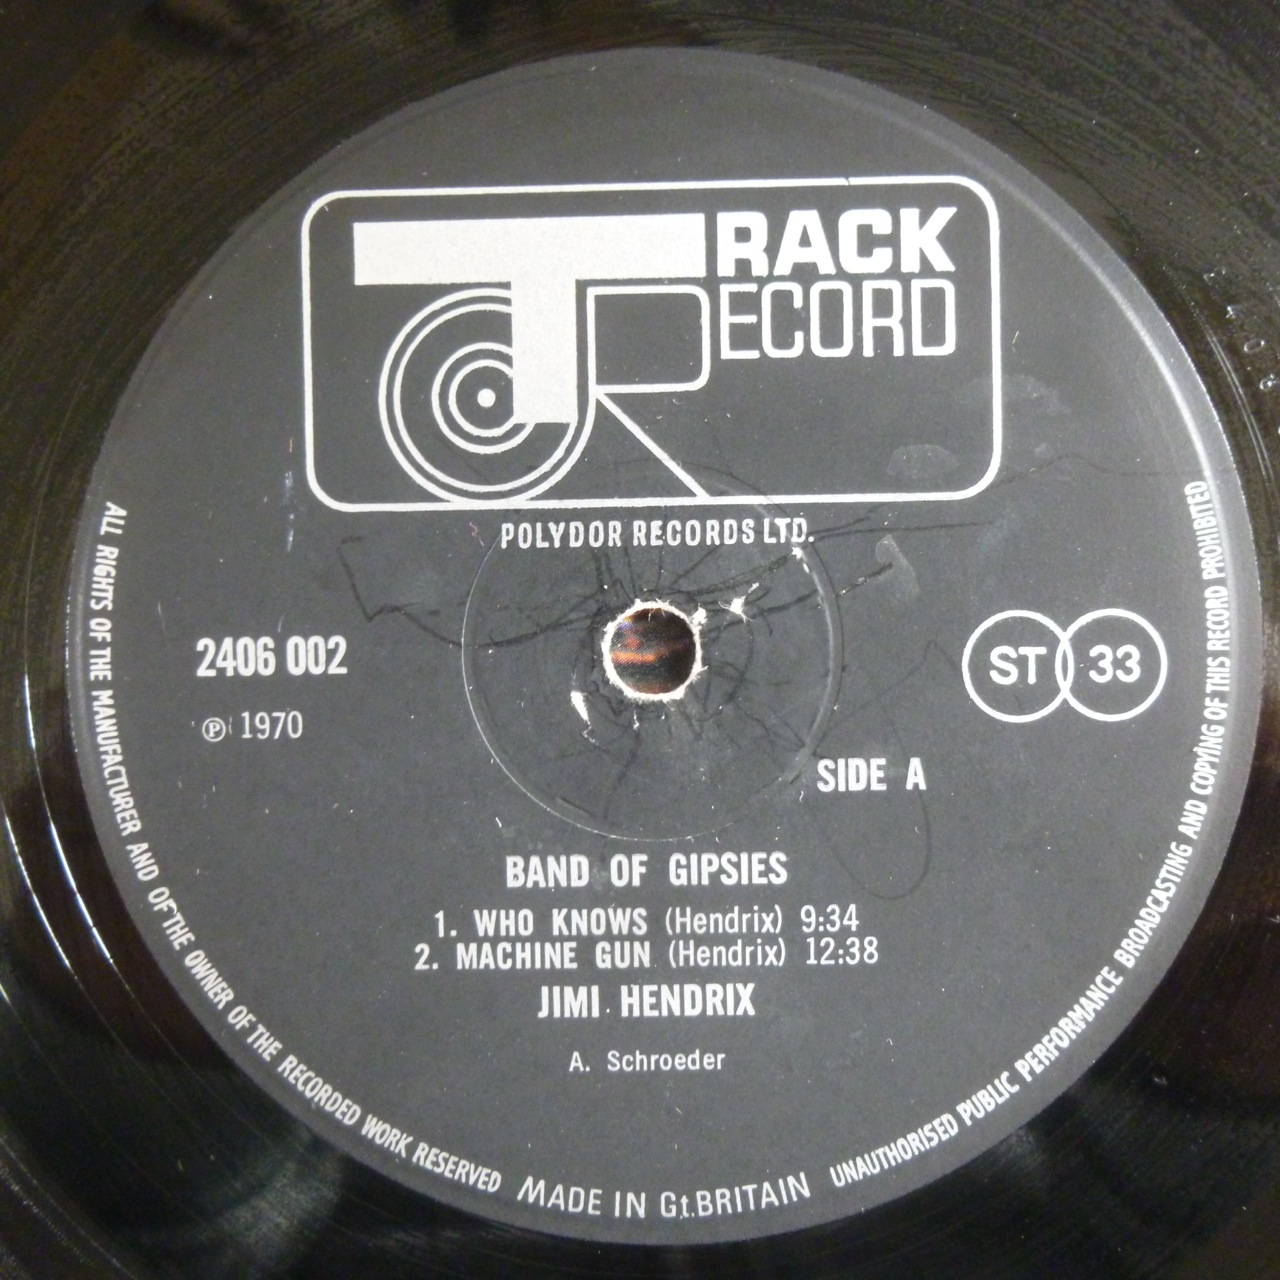 TRACK
RECORD
POLYDOR RECORDS LTD.
2406 002
ST 33
℗ 1970
SIDE A
BAND OF GIPSIES
1. WHO KNOWS (Hendrix) 9:34
2. MACHINE GUN (Hendrix) 12:38
JIMI HENDRIX
A. Schroeder
ALL RIGHTS OF THE MANUFACTURER AND OF THE OWNER OF THE RECORDED WORK RESERVED
MADE IN Gt.BRITAIN
UNAUTHORISED PUBLIC PERFORMANCE BROADCASTING AND COPYING OF THIS RECORD PROHIBITED